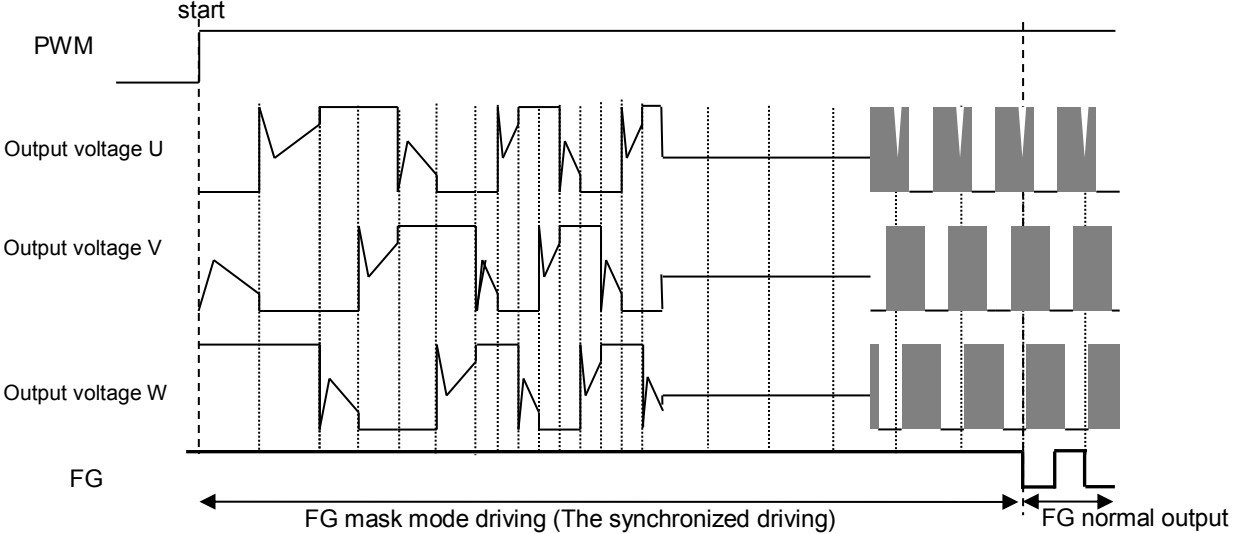 start
PWM
Output voltage U
Output voltage V
Output voltage W
FG
FG mask mode driving (The synchronized driving)
FG normal output